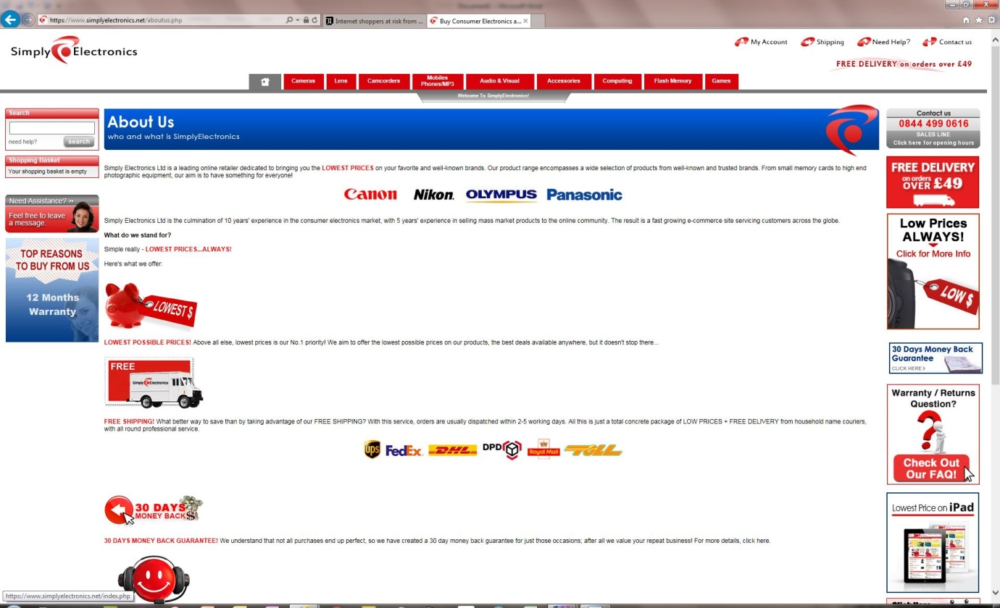 https://www.simplyelectronics.net/aboutus.php
Internet shoppers at risk from ...
Buy Consumer Electronics a...
Simply Electronics
My Account
Shipping
Need Help?
Contact us
FREE DELIVERY on orders over £49
Cameras
Lens
Camcorders
Mobiles
Phones/MP3
Audio & Visual
Accessories
Computing
Flash Memory
Games
Welcome To SimplyElectronics!
Search
need help?
search
Shopping Basket
Your shopping basket is empty
Need Assistance? »
Feel free to leave
a message.
TOP REASONS
TO BUY FROM US
12 Months
Warranty
About Us
who and what is SimplyElectronics
Simply Electronics Ltd is a leading online retailer dedicated to bringing you the LOWEST PRICES on your favorite and well-known brands. Our product range encompasses a wide selection of products from well-known and trusted brands. From small memory cards to high end
photographic equipment, our aim is to have something for everyone!
Canon
Nikon.
OLYMPUS
Panasonic
Simply Electronics Ltd is the culmination of 10 years' experience in the consumer electronics market, with 5 years' experience in selling mass market products to the online community. The result is a fast growing e-commerce site servicing customers across the globe.
What do we stand for?
Simple really - LOWEST PRICES...ALWAYS!
Here's what we offer:
LOWEST $
LOWEST POSSIBLE PRICES! Above all else, lowest prices is our No.1 priority! We aim to offer the lowest possible prices on our products, the best deals available anywhere, but it doesn't stop there...
FREE
Simply Electronics
FREE SHIPPING! What better way to save than by taking advantage of our FREE SHIPPING? With this service, orders are usually dispatched within 2-5 working days. All this is just a total concrete package of LOW PRICES + FREE DELIVERY from household name couriers,
with all round professional service.
ups
FedEx.
DHL
DPD
Royal Mail
TOLL
30 DAYS
MONEY BACK $
30 DAYS MONEY BACK GUARANTEE! We understand that not all purchases end up perfect, so we have created a 30 day money back guarantee for just those occasions; after all we value your repeat business! For more details, click here.
Contact us
0844 499 0616
SALES LINE
Click here for opening hours
FREE DELIVERY
on orders
OVER £49
Low Prices
ALWAYS!
Click for More Info
LOW $
30 Days Money Back
Guarantee
CLICK HERE >
Warranty / Returns
Question?
?
Check Out
Our FAQ!
Lowest Price on iPad
https://www.simplyelectronics.net/index.php